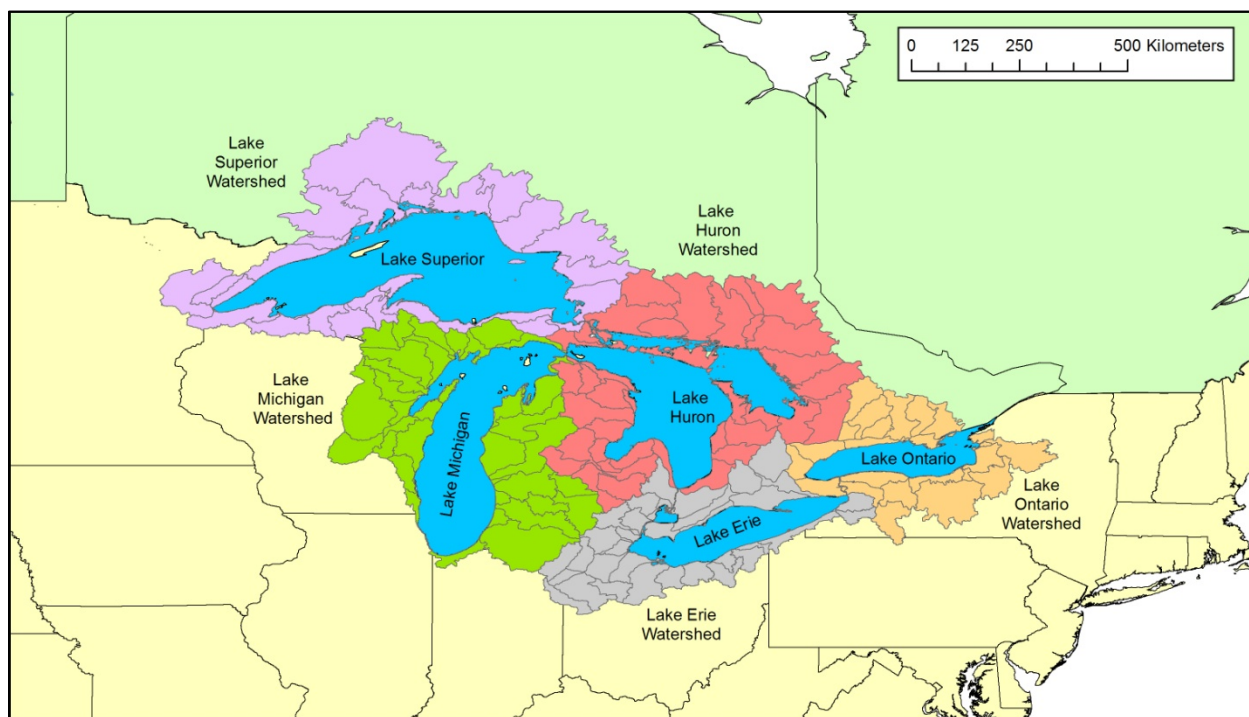 0 125 250 500 Kilometers
Lake
Superior
Watershed
Lake
Huron
Watershed
Lake Superior
Lake
Michigan
Watershed
Lake
Huron
Lake Michigan
Lake Ontario
Lake
Ontario
Watershed
Lake Erie
Lake Erie
Watershed